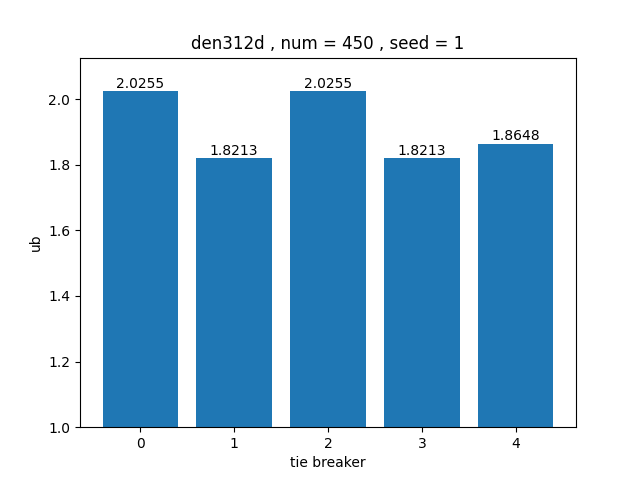 den312d , num = 450 , seed = 1
2.0255
1.8213
2.0255
1.8213
1.8648
2.0
1.8
1.6
1.4
1.2
1.0
ub
0 1 2 3 4
tie breaker